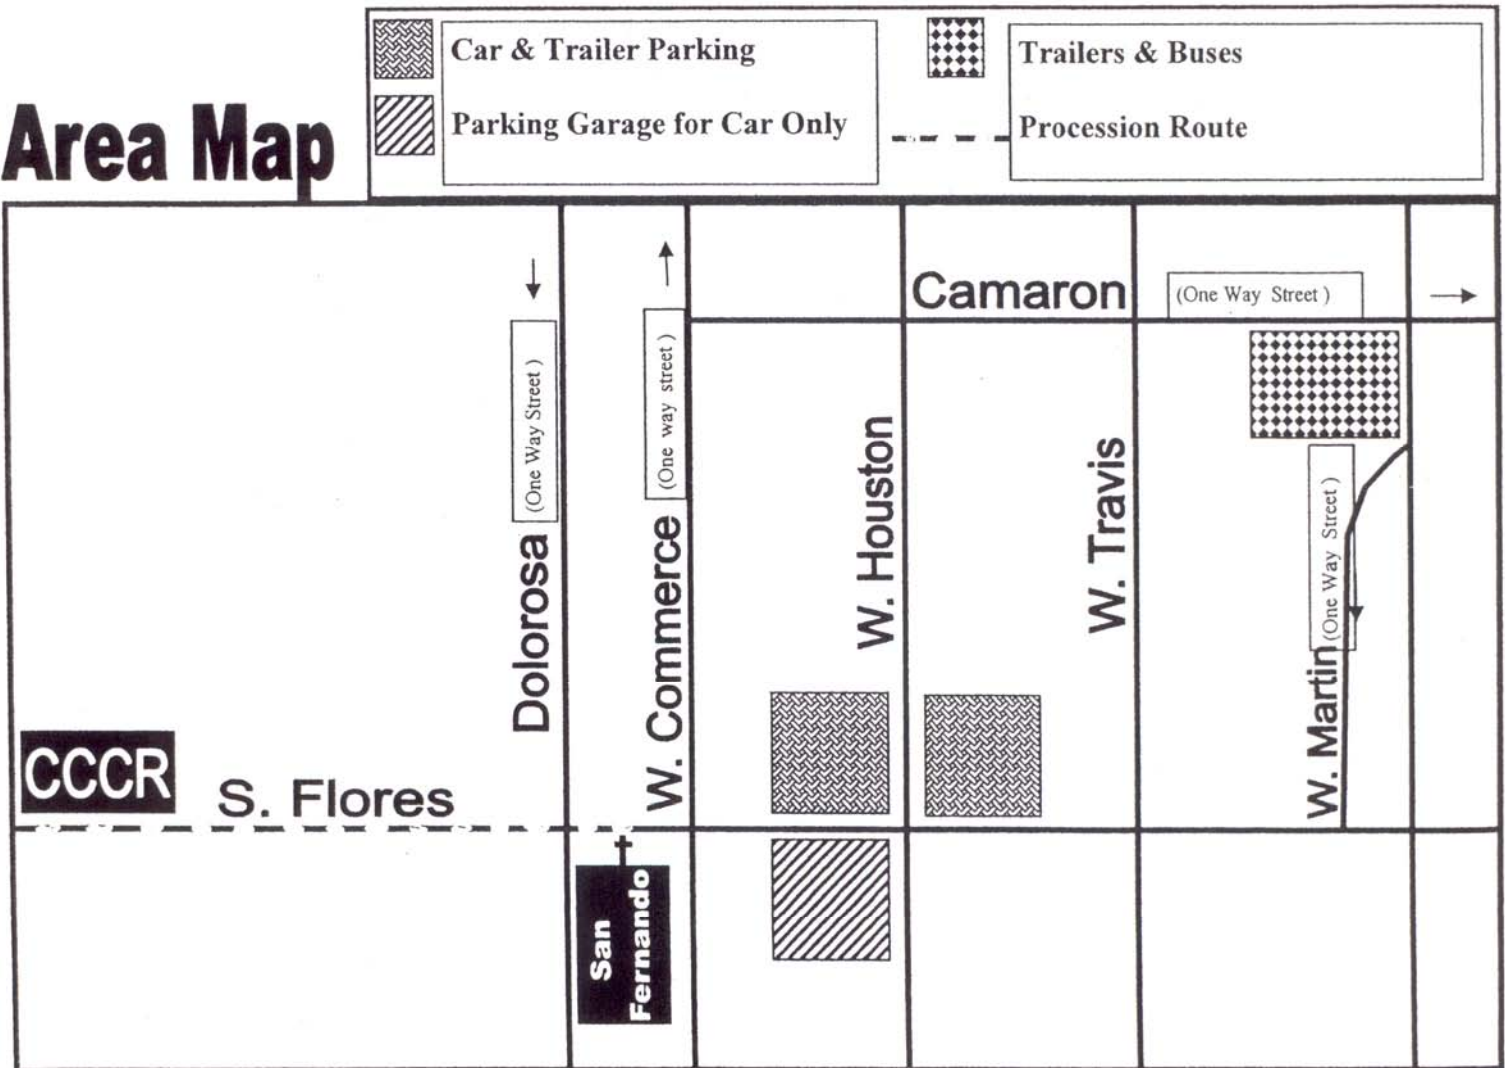 Car & Trailer Parking
Trailers & Buses
Area Map
Parking Garage for Car Only
Procession Route
Camaron
(One Way Street )
(One Way Street )
Dolorosa
(One way street )
W. Commerce
W. Houston
W. Travis
(One Way Street )
W. Martin
CCCR
S. Flores
San
Fernando